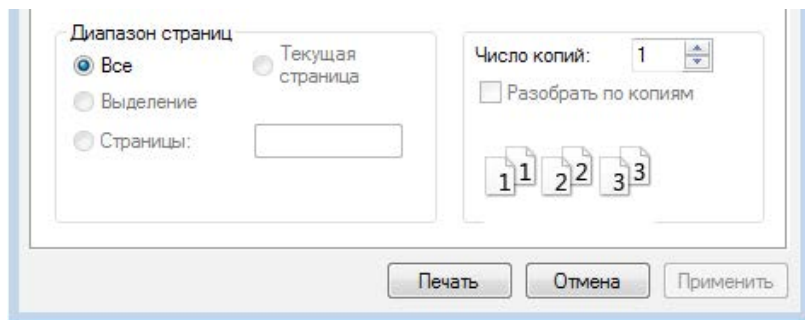 Диапазон страниц
Все
Текущая
страница
Выделение
Страницы:
Число копий: 1
Разобрать по копиям
1 1 2 2 3 3
Печать Отмена Применить